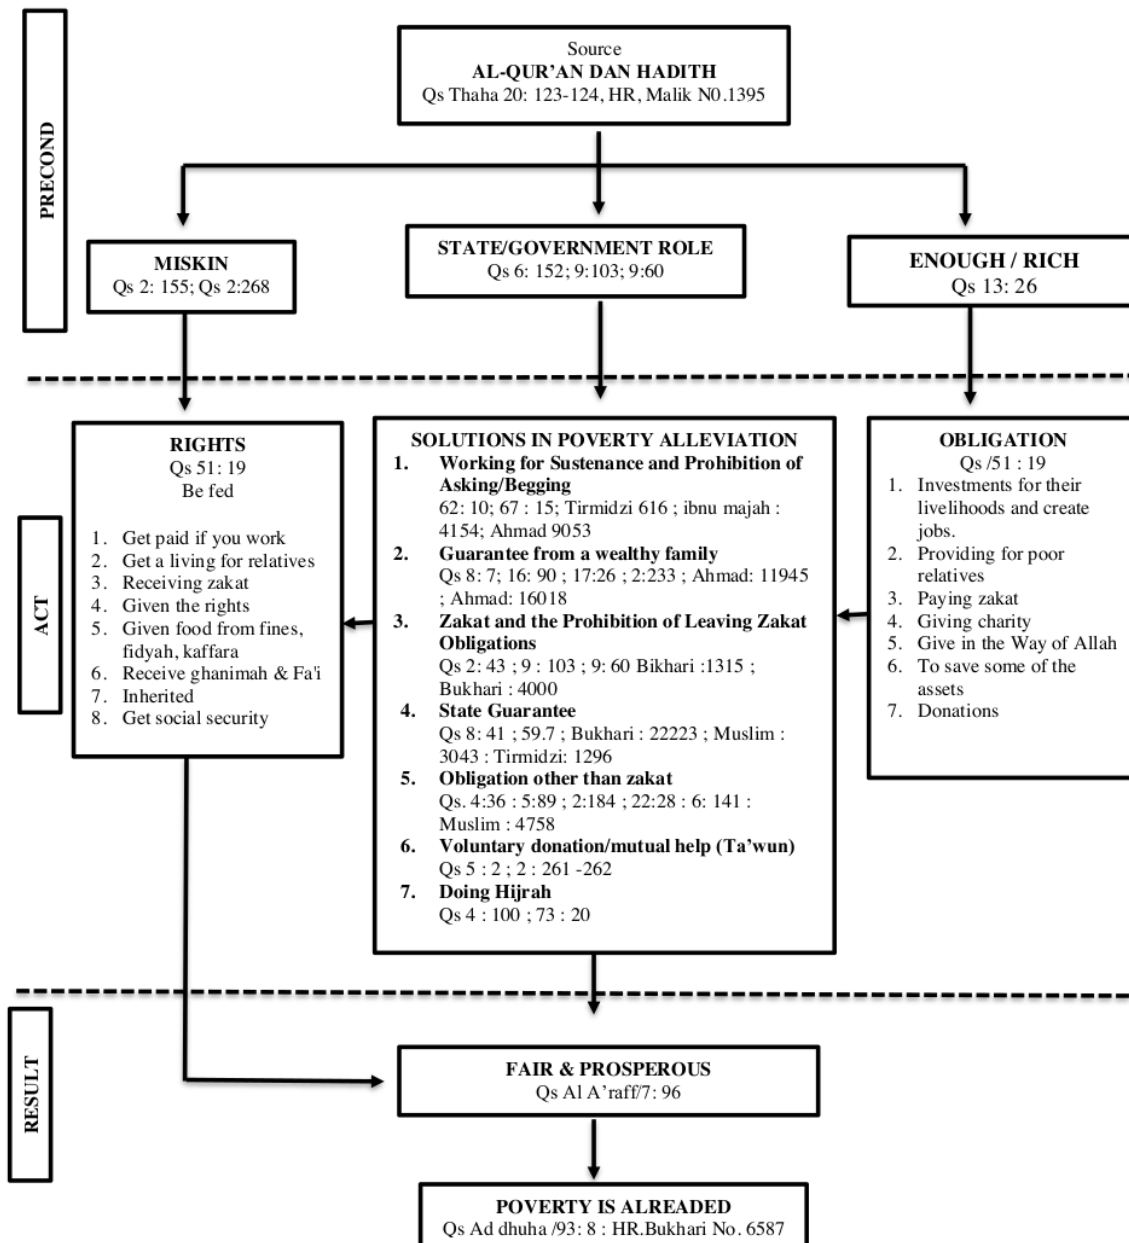 PRECOND
Source
AL-QUR'AN DAN HADITH
Qs Thaha 20: 123-124, HR, Malik N0.1395
MISKIN
Qs 2: 155; Qs 2:268
STATE/GOVERNMENT ROLE
Qs 6: 152; 9:103; 9:60
ENOUGH / RICH
Qs 13: 26
ACT
RIGHTS
Qs 51: 19
Be fed
1. Get paid if you work
2. Get a living for relatives
3. Receiving zakat
4. Given the rights
5. Given food from fines,
fidyah, kaffara
6. Receive ghanimah & Fa'i
7. Inherited
8. Get social security
SOLUTIONS IN POVERTY ALLEVIATION
1. Working for Sustenance and Prohibition of
Asking/Begging
62: 10; 67 : 15; Tirmidzi 616 ; ibnu majah :
4154; Ahmad 9053
2. Guarantee from a wealthy family
Qs 8: 7; 16: 90 ; 17:26 ; 2:233 ; Ahmad: 11945
; Ahmad: 16018
3. Zakat and the Prohibition of Leaving Zakat
Obligations
Qs 2: 43 ; 9 : 103 ; 9: 60 Bikhari :1315 ;
Bukhari : 4000
4. State Guarantee
Qs 8: 41 ; 59.7 ; Bukhari : 22223 ; Muslim :
3043 : Tirmidzi: 1296
5. Obligation other than zakat
Qs. 4:36 : 5:89 ; 2:184 ; 22:28 : 6: 141 :
Muslim : 4758
6. Voluntary donation/mutual help (Ta'wun)
Qs 5 : 2 ; 2 : 261 -262
7. Doing Hijrah
Qs 4 : 100 ; 73 : 20
OBLIGATION
Qs /51 : 19
1. Investments for their
livelihoods and create
jobs.
2. Providing for poor
relatives
3. Paying zakat
4. Giving charity
5. Give in the Way of Allah
6. To save some of the
assets
7. Donations
RESULT
FAIR & PROSPEROUS
Qs Al A'raff/7: 96
POVERTY IS ALREADED
Qs Ad dhuha /93: 8 : HR.Bukhari No. 6587